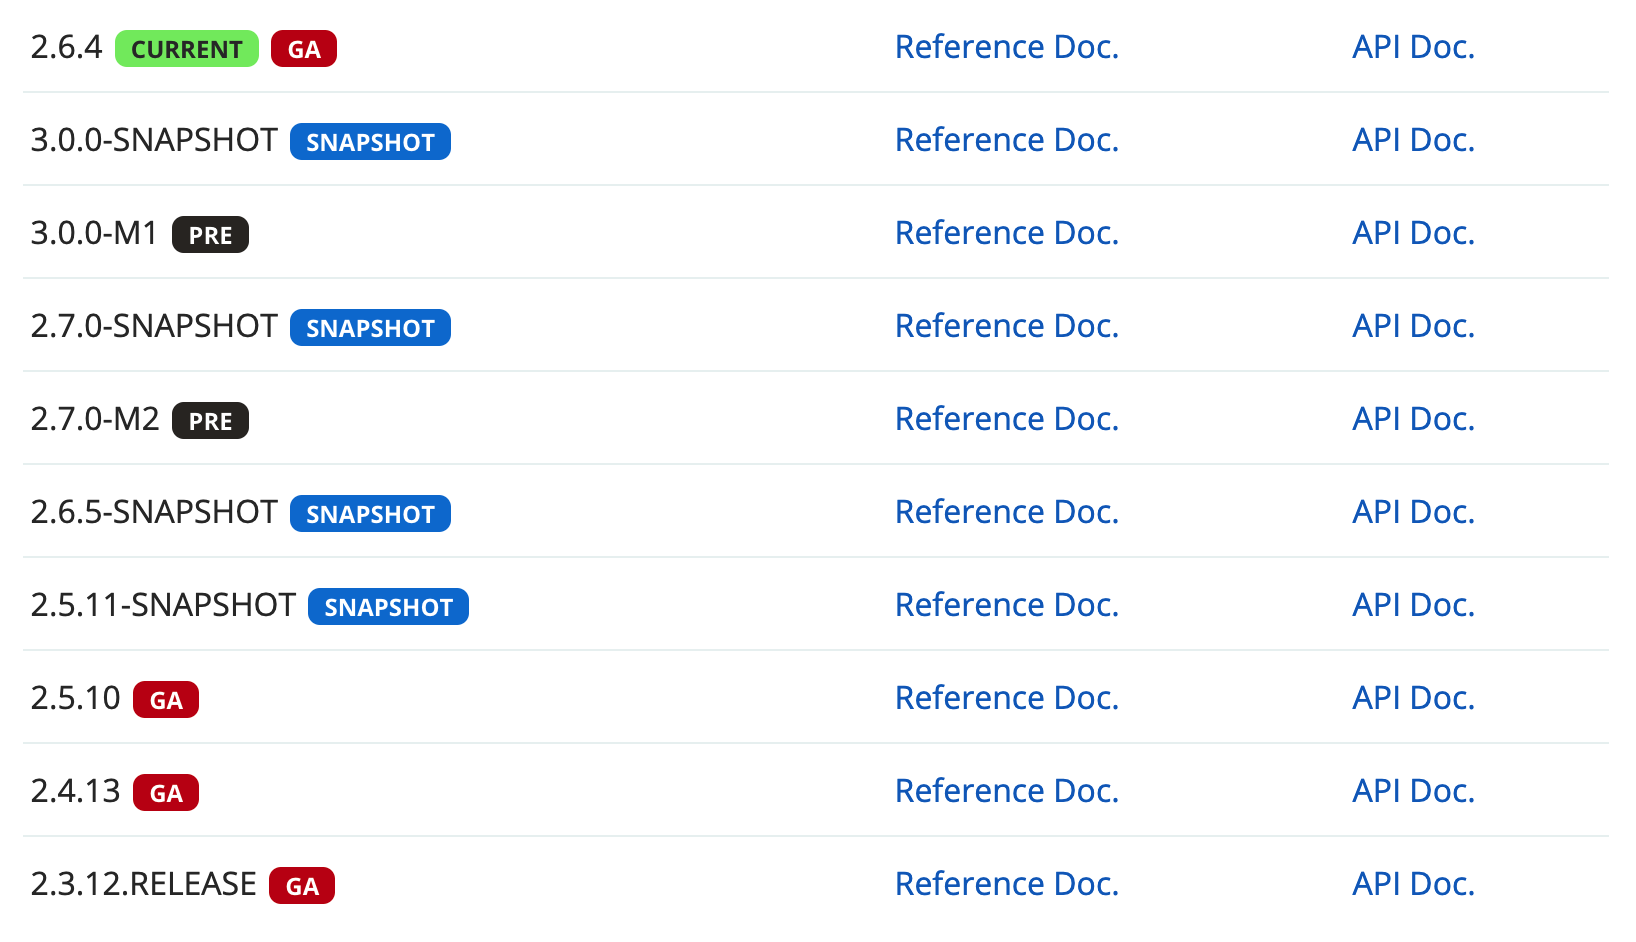 2.6.4 CURRENT GA Reference Doc. API Doc.
3.0.0-SNAPSHOT SNAPSHOT Reference Doc. API Doc.
3.0.0-M1 PRE Reference Doc. API Doc.
2.7.0-SNAPSHOT SNAPSHOT Reference Doc. API Doc.
2.7.0-M2 PRE Reference Doc. API Doc.
2.6.5-SNAPSHOT SNAPSHOT Reference Doc. API Doc.
2.5.11-SNAPSHOT SNAPSHOT Reference Doc. API Doc.
2.5.10 GA Reference Doc. API Doc.
2.4.13 GA Reference Doc. API Doc.
2.3.12.RELEASE GA Reference Doc. API Doc.